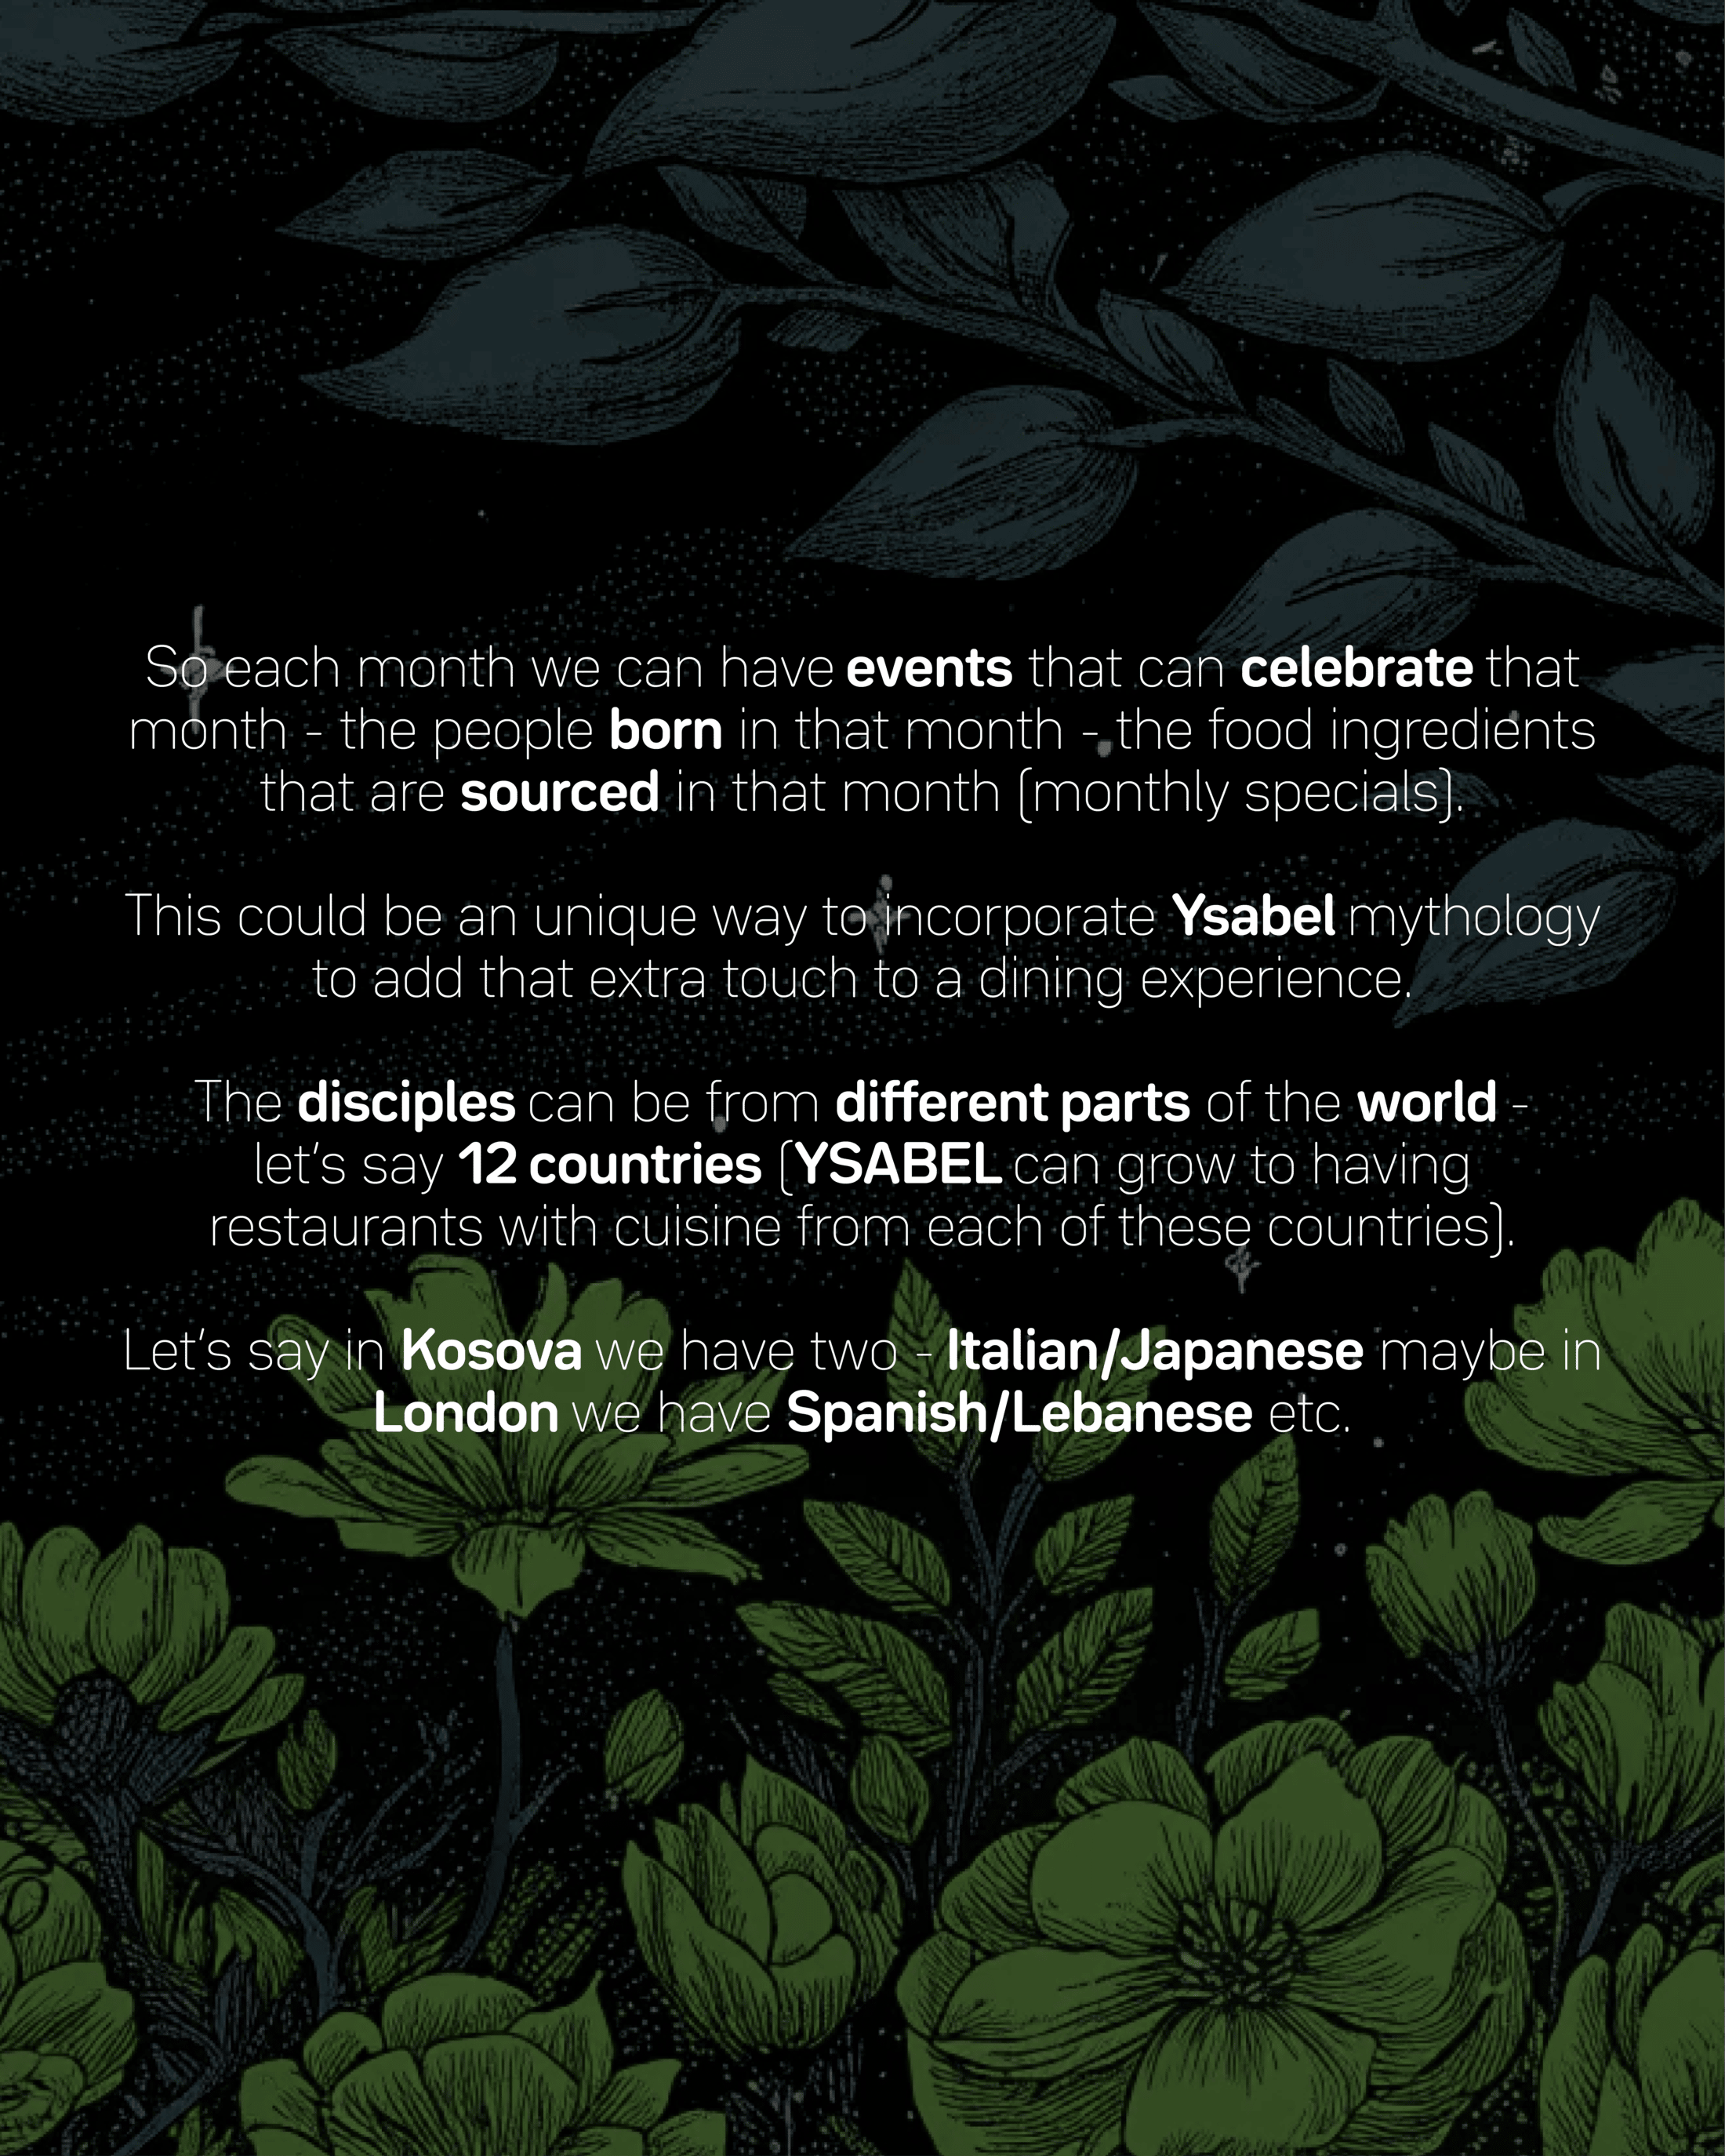 So each month we can have events that can celebrate that
month - the people born in that month - the food ingredients
that are sourced in that month (monthly specials).
This could be an unique way to incorporate Ysabel mythology
to add that extra touch to a dining experience.
The disciples can be from different parts of the world -
let's say 12 countries (YSABEL can grow to having
restaurants with cuisine from each of these countries).
Let's say in Kosova we have two - Italian/Japanese maybe in
London we have Spanish/Lebanese etc.